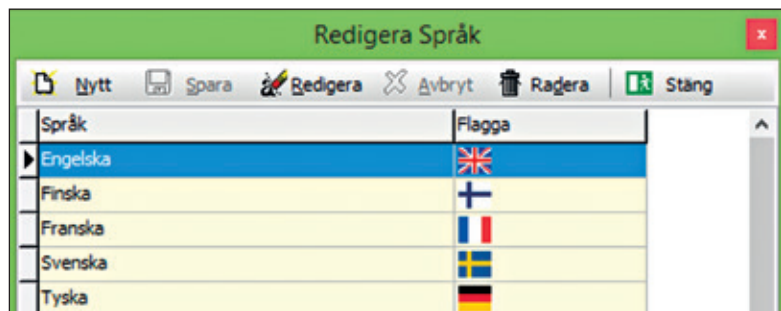 Redigera Språk
x
Nytt Spara Redigera Avbryt Radera Stäng
Språk Flagga
Engelska
Finska
Franska
Svenska
Tyska